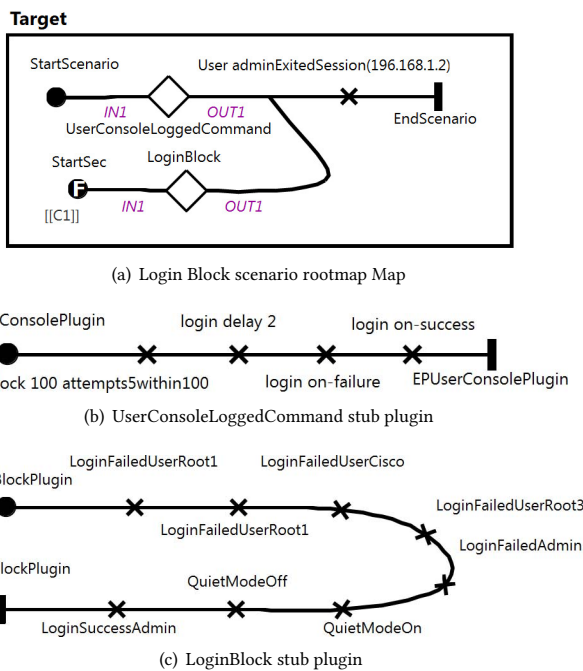 Target
StartScenario
User adminExitedSession(196.168.1.2)
IN1
OUT1
EndScenario
UserConsoleLoggedCommand
StartSec
LoginBlock
F
IN1
OUT1
[[C1]]
(a) Login Block scenario rootmap Map
ConsolePlugin
login delay 2
login on-success
ock 100 attempts5within100
login on-failure
EPUserConsolePlugin
(b) UserConsoleLoggedCommand stub plugin
LoginFailedUserRoot1
LoginFailedUserCisco
BlockPlugin
LoginFailedUserRoot3
LoginFailedUserRoot1
LoginFailedAdmin
lockPlugin
QuietModeOff
LoginSuccessAdmin
QuietModeOn
(c) LoginBlock stub plugin